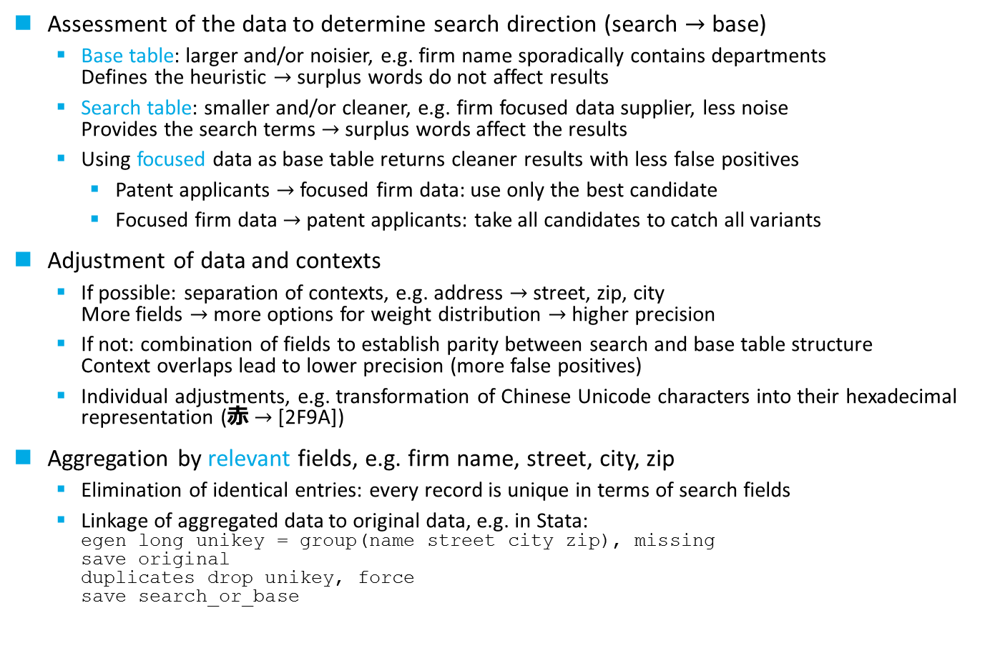 Assessment of the data to determine search direction (search → base)
Base table: larger and/or noisier, e.g. firm name sporadically contains departments
Defines the heuristic → surplus words do not affect results
Search table: smaller and/or cleaner, e.g. firm focused data supplier, less noise
Provides the search terms → surplus words affect the results
Using focused data as base table returns cleaner results with less false positives
Patent applicants → focused firm data: use only the best candidate
Focused firm data → patent applicants: take all candidates to catch all variants
Adjustment of data and contexts
If possible: separation of contexts, e.g. address → street, zip, city
More fields → more options for weight distribution → higher precision
If not: combination of fields to establish parity between search and base table structure
Context overlaps lead to lower precision (more false positives)
Individual adjustments, e.g. transformation of Chinese Unicode characters into their hexadecimal
representation (赤 → [2F9A])
Aggregation by relevant fields, e.g. firm name, street, city, zip
Elimination of identical entries: every record is unique in terms of search fields
Linkage of aggregated data to original data, e.g. in Stata:
egen long unikey = group(name street city zip), missing
save original
duplicates drop unikey, force
save search_or_base